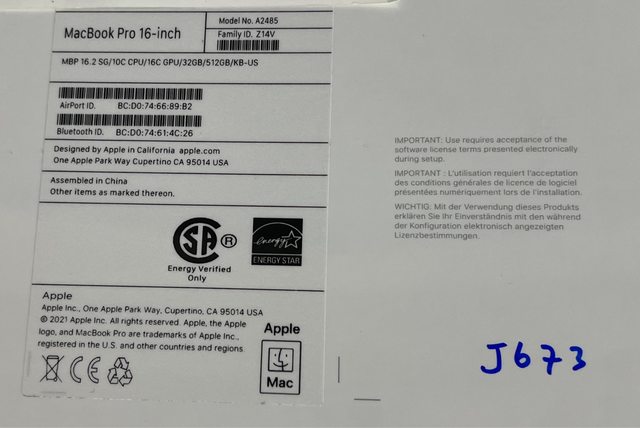 MacBook Pro 16-inch
Model No. A2485
Family ID. Z14V
MBP 16.2 SG/10C CPU/16C GPU/32GB/512GB/KB-US
AirPort ID. BC:D0:74:66:89:B2
Bluetooth ID. BC:D0:74:61:4C:26
Designed by Apple in California apple.com
One Apple Park Way Cupertino CA 95014 USA
Assembled in China
Other items as marked thereon.
SA ®
Energy Verified
Only
energy
ENERGY STAR
Apple
Apple Inc., One Apple Park Way, Cupertino, CA 95014 USA
© 2021 Apple Inc. All rights reserved. Apple, the Apple
logo, and MacBook Pro are trademarks of Apple Inc.,
registered in the U.S. and other countries and regions.
CE
Apple
Mac
IMPORTANT: Use requires acceptance of the
software license terms presented electronically
during setup.
IMPORTANT : L'utilisation requiert l'acceptation
des conditions générales de licence de logiciel
présentées numériquement lors de l'installation.
WICHTIG: Mit der Verwendung dieses Produkts
erklären Sie Ihr Einverständnis mit den während
der Konfiguration elektronisch angezeigten
Lizenzbestimmungen.
J673